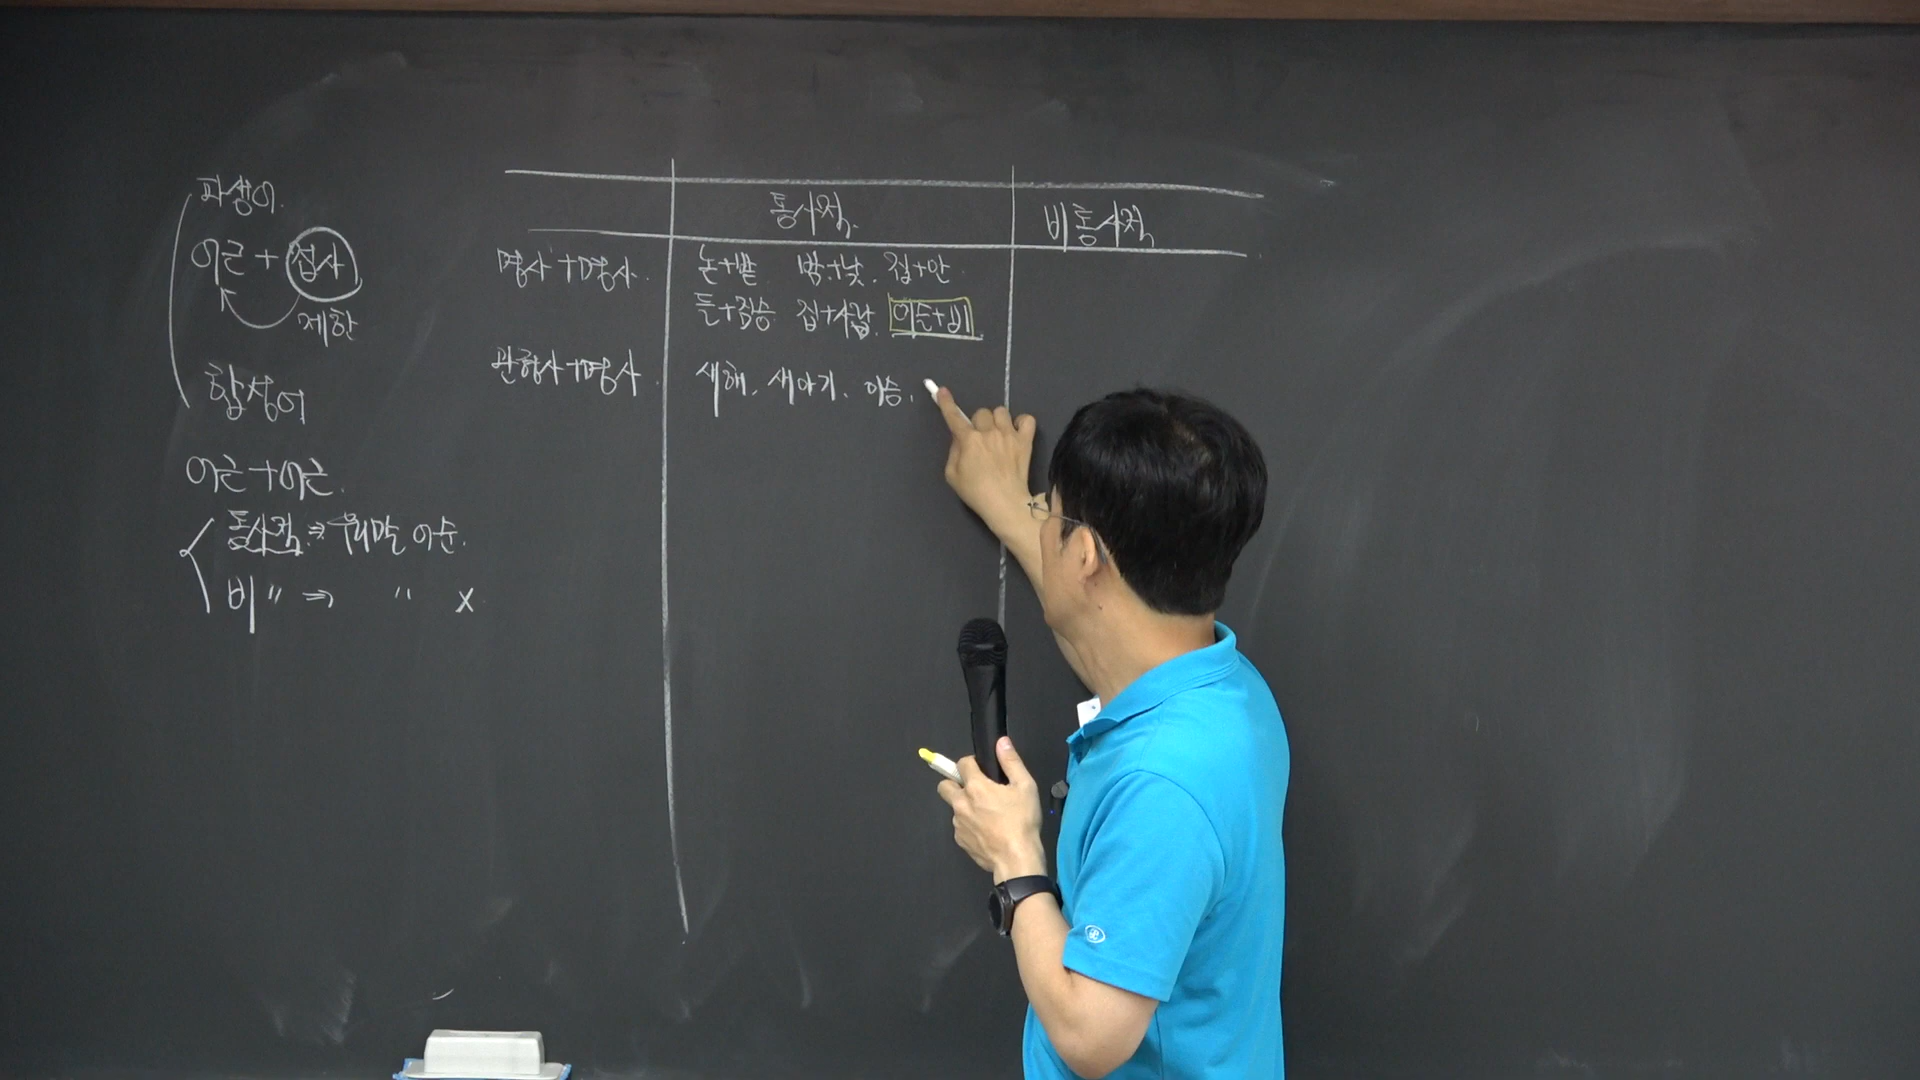 파생어.
어근 + 접사
제한
합성어
어근 + 어근.
통사적. ⇒ 우리말 어순.
비 〃 ⇒ 〃 X
통사적. 비통사적
명사 + 명사. 논+밭 밤+낮. 집+안
들+짐승 집+사람. 이슬+비
관형사 + 명사. 새해, 새아기. 이승.